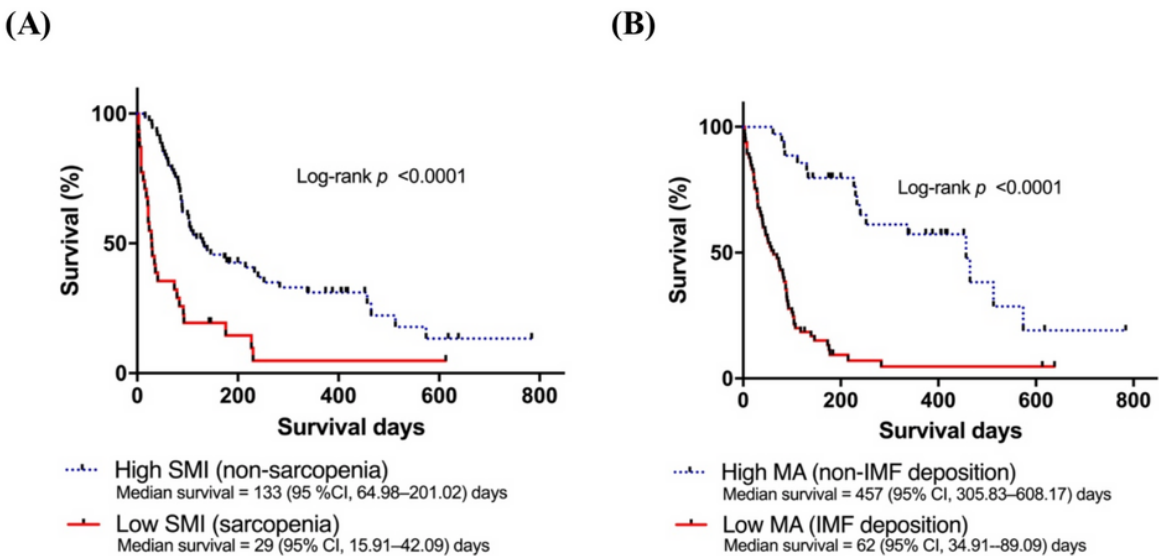 (A)
(B)
Survival (%)
100
50
0
0 200 400 600 800
Survival days
Log-rank p <0.0001
High SMI (non-sarcopenia)
Median survival = 133 (95 %CI, 64.98–201.02) days
Low SMI (sarcopenia)
Median survival = 29 (95% CI, 15.91–42.09) days
Survival (%)
100
50
0
0 200 400 600 800
Survival days
Log-rank p <0.0001
High MA (non-IMF deposition)
Median survival = 457 (95% CI, 305.83–608.17) days
Low MA (IMF deposition)
Median survival = 62 (95% CI, 34.91--89.09) days